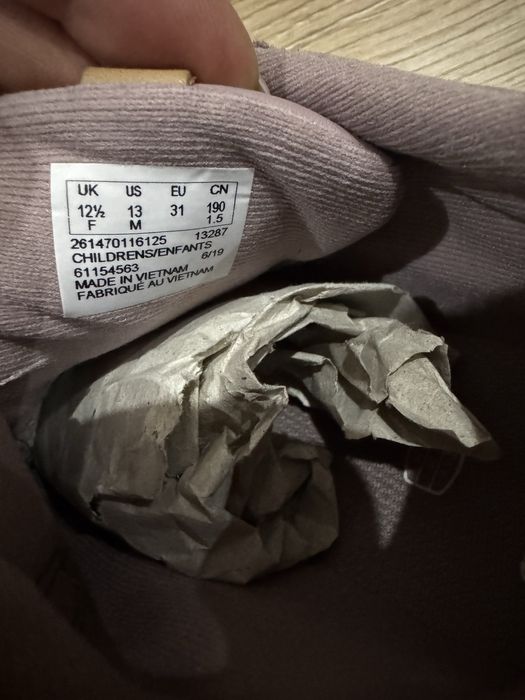 UK US EU CN
12½ 13 31 190
F M 1.5
261470116125 13287
CHILDRENS/ENFANTS 6/19
61154563
MADE IN VIETNAM
FABRIQUÉ AU VIETNAM